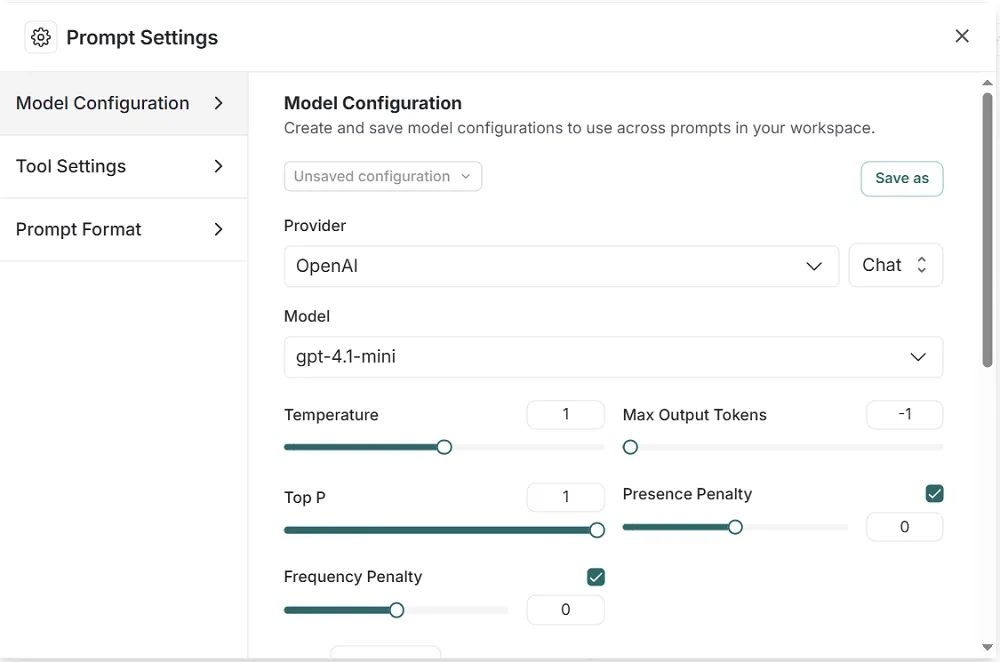 Prompt Settings
Model Configuration
Tool Settings
Prompt Format
Model Configuration
Create and save model configurations to use across prompts in your workspace.
Unsaved configuration
Save as
Provider
OpenAI
Chat
Model
gpt-4.1-mini
Temperature
1
Max Output Tokens
-1
Top P
1
Presence Penalty
0
Frequency Penalty
0